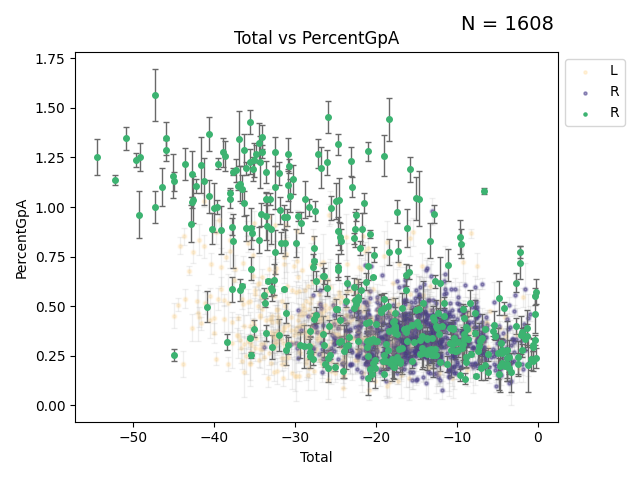 N = 1608
Total vs PercentGpA
1.75
1.50
1.25
1.00
0.75
0.50
0.25
0.00
PercentGpA
−50
−40
−30
−20
−10
0
Total
L
R
R